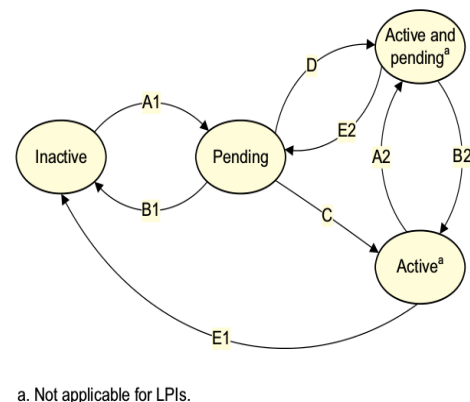 Active and
pendingᵃ
D
A1
E2
Inactive
Pending
A2
B2
B1
C
Activeᵃ
E1
a. Not applicable for LPIs.